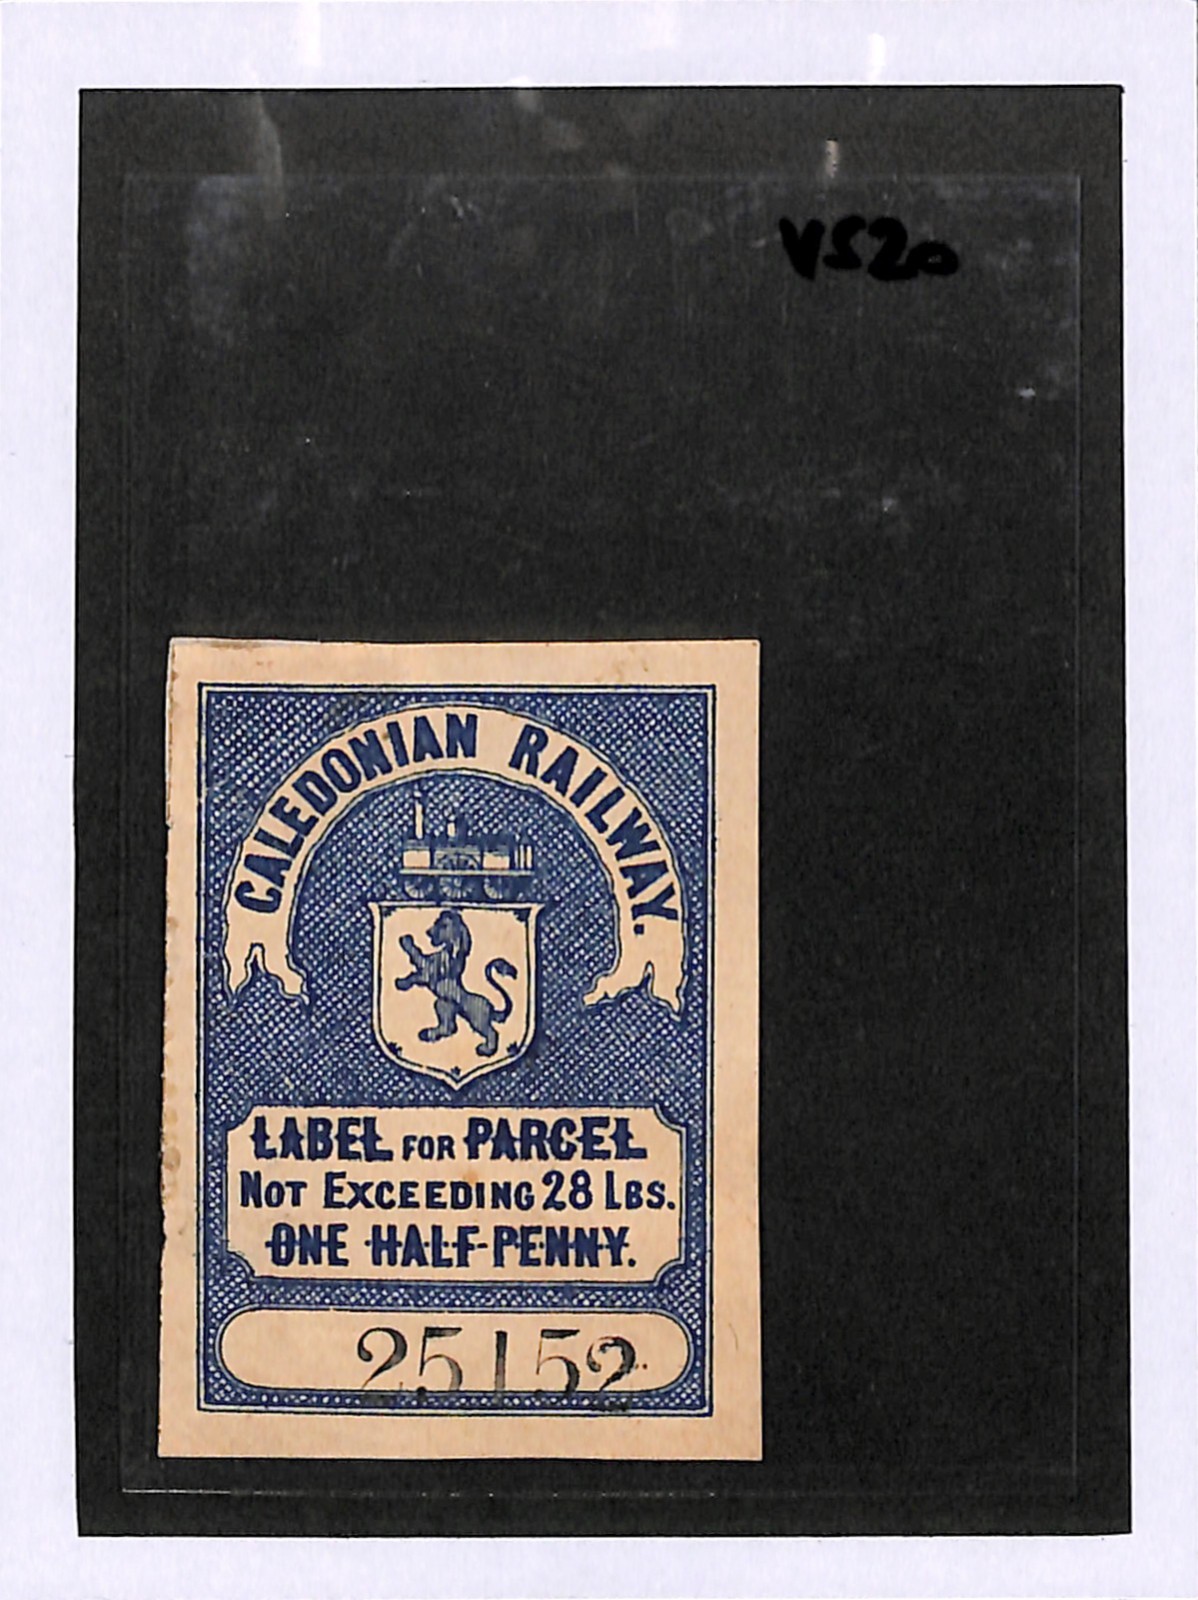 VS20
CALEDONIAN RAILWAY.
LABEL FOR PARCEL
NOT EXCEEDING 28 LBS.
ONE HALF-PENNY.
25152